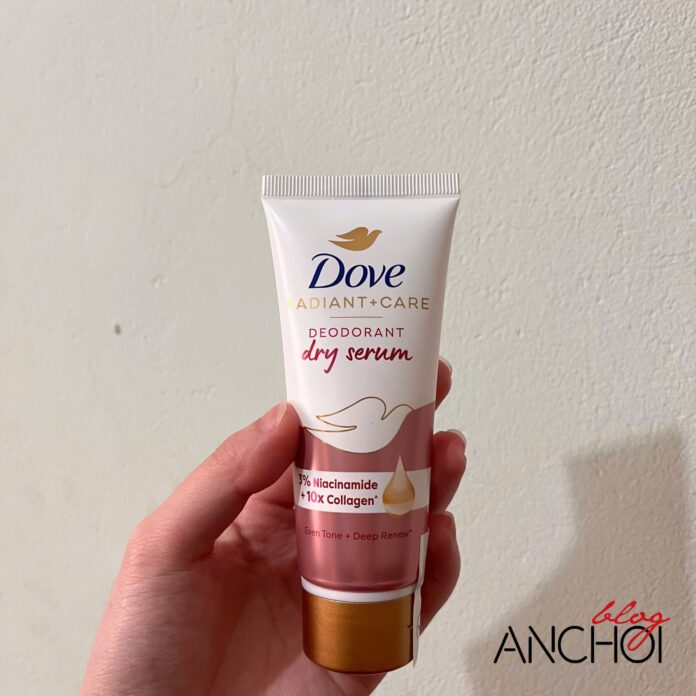 Dove
RADIANT+CARE
DEODORANT
dry serum
3% Niacinamide
+ 10x Collagen*
Even Tone + Deep Renew*
blog
ANCHOI